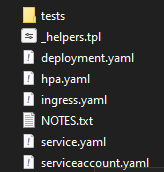 tests
_helpers.tpl
deployment.yaml
hpa.yaml
ingress.yaml
NOTES.txt
service.yaml
serviceaccount.yaml